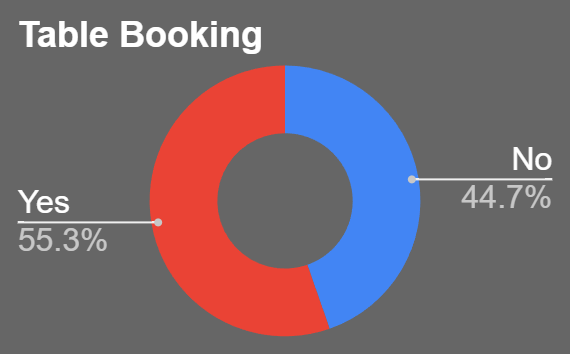 Table Booking
No
44.7%
Yes
55.3%